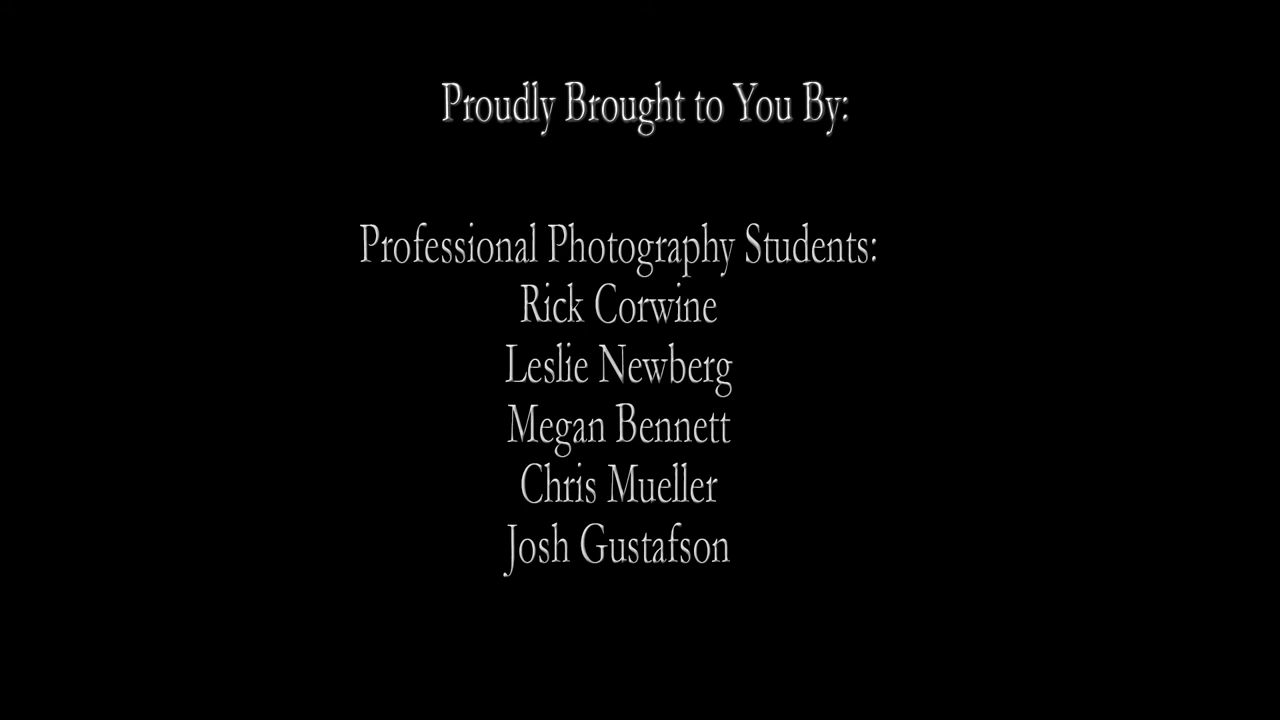 Proudly Brought to You By:
Professional Photography Students:
Rick Corwine
Leslie Newberg
Megan Bennett
Chris Mueller
Josh Gustafson